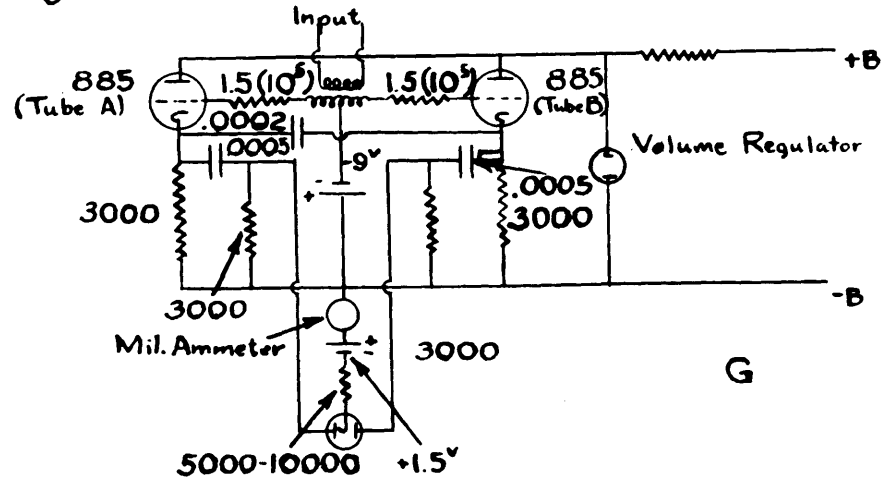 Input
885
(Tube A)
1.5(10⁵)
1.5(10⁵)
885
(Tube B)
+B
.0002
.0005
-9ᵛ
Volume Regulator
- +
.0005
3000
3000
3000
-B
Mil. Ammeter
+
-
3000
G
5000-10000
+1.5ᵛ